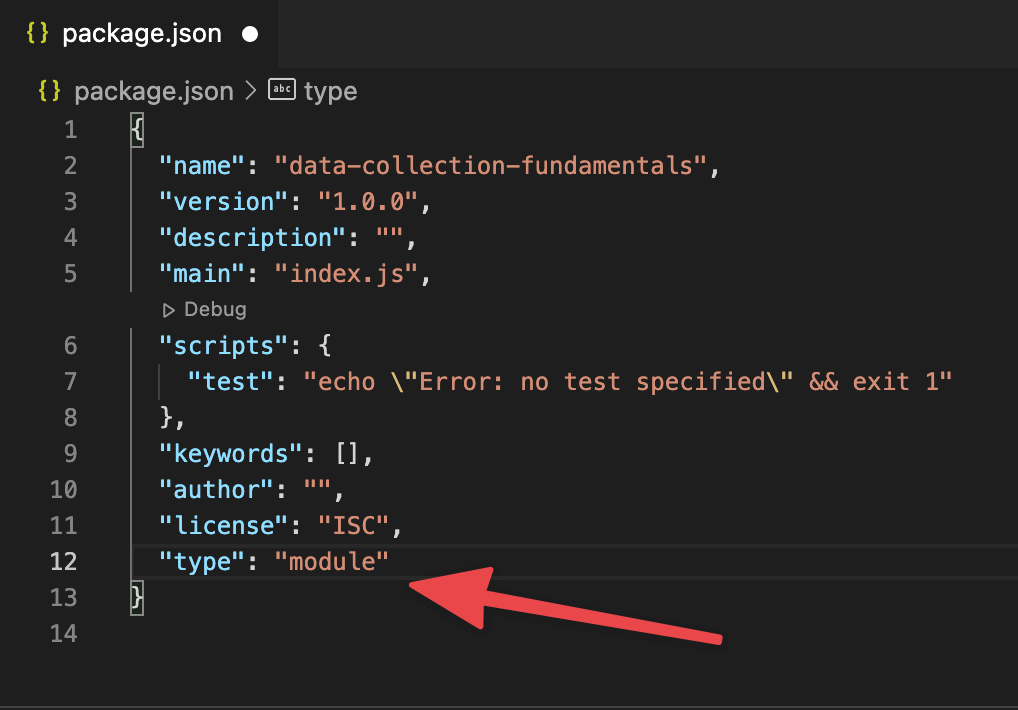 {} package.json ●
{} package.json > abc type
1 {
2   "name": "data-collection-fundamentals",
3   "version": "1.0.0",
4   "description": "",
5   "main": "index.js",
▷ Debug
6   "scripts": {
7     "test": "echo \"Error: no test specified\" && exit 1"
8   },
9   "keywords": [],
10   "author": "",
11   "license": "ISC",
12   "type": "module"
13 }
14